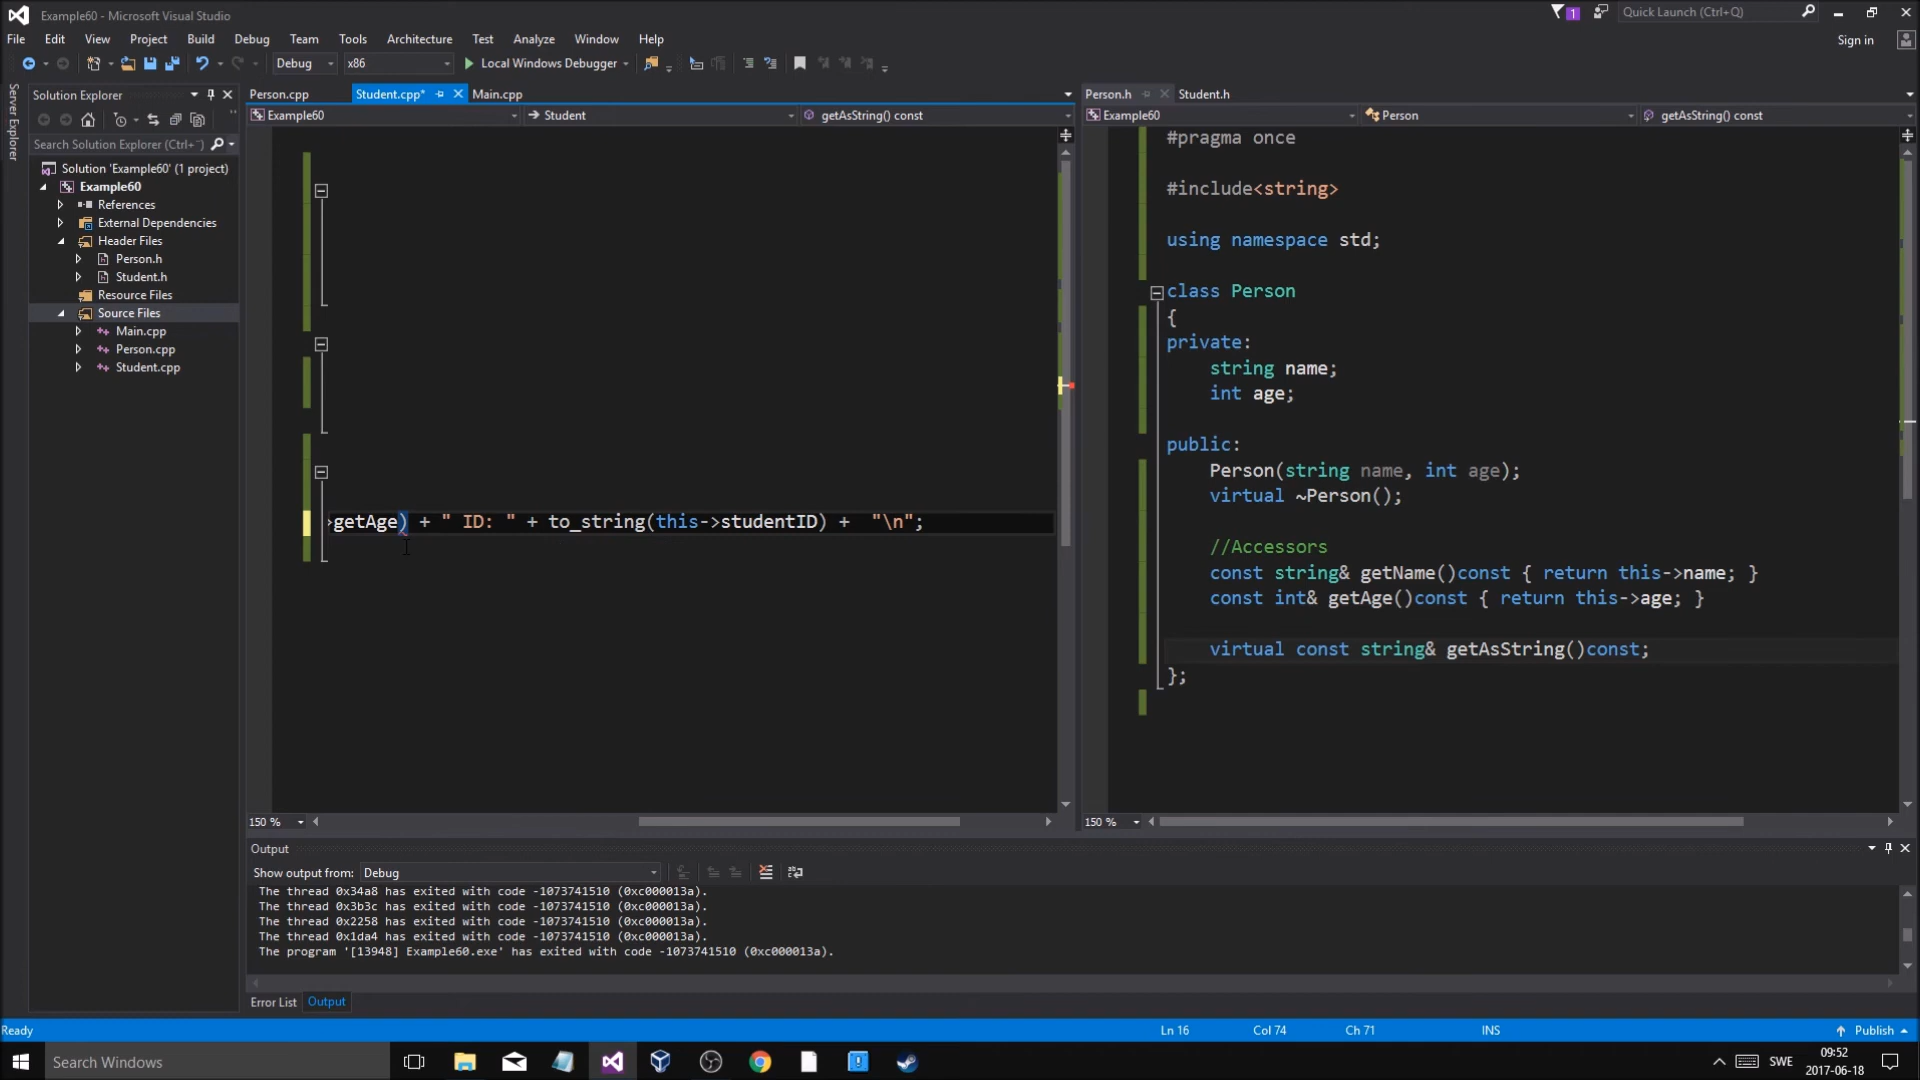 Example60 - Microsoft Visual Studio
1
Quick Launch (Ctrl+Q)
File Edit View Project Build Debug Team Tools Architecture Test Analyze Window Help
Sign in
Debug x86 Local Windows Debugger
Server Explorer
Solution Explorer
Search Solution Explorer (Ctrl+¨)
Solution 'Example60' (1 project)
Example60
References
External Dependencies
Header Files
Person.h
Student.h
Resource Files
Source Files
Main.cpp
Person.cpp
Student.cpp
Person.cpp Student.cpp* Main.cpp
Example60 Student getAsString() const
>getAge) + " ID: " + to_string(this->studentID) +  "\n";
150 %
Person.h Student.h
Example60 Person getAsString() const
#pragma once
#include<string>
using namespace std;
class Person
{
private:
string name;
int age;
public:
Person(string name, int age);
virtual ~Person();
//Accessors
const string& getName()const { return this->name; }
const int& getAge()const { return this->age; }
virtual const string& getAsString()const;
};
150 %
Output
Show output from: Debug
The thread 0x34a8 has exited with code -1073741510 (0xc000013a).
The thread 0x3b3c has exited with code -1073741510 (0xc000013a).
The thread 0x2258 has exited with code -1073741510 (0xc000013a).
The thread 0x1da4 has exited with code -1073741510 (0xc000013a).
The program '[13948] Example60.exe' has exited with code -1073741510 (0xc000013a).
Error List Output
Ready Ln 16 Col 74 Ch 71 INS Publish
Search Windows
SWE
09:52
2017-06-18